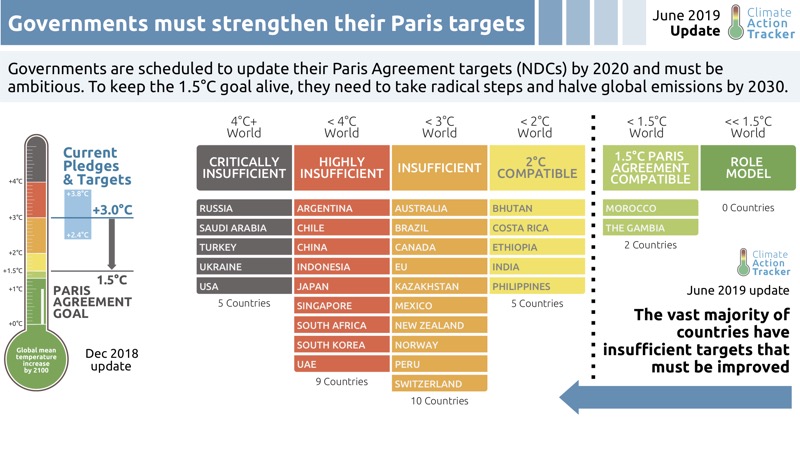 Governments must strengthen their Paris targets
June 2019
Update
Climate
Action
Tracker
Governments are scheduled to update their Paris Agreement targets (NDCs) by 2020 and must be
ambitious. To keep the 1.5°C goal alive, they need to take radical steps and halve global emissions by 2030.
+4°C
+3°C
+2°C
+1.5°C
+1°C
+0°C
Global mean
temperature
increase
by 2100
Current
Pledges
& Targets
+3.8°C
+3.0°C
+2.4°C
1.5°C
PARIS
AGREEMENT
GOAL
Dec 2018
update
4°C+
World
CRITICALLY
INSUFFICIENT
RUSSIA
SAUDI ARABIA
TURKEY
UKRAINE
USA
5 Countries
< 4°C
World
HIGHLY
INSUFFICIENT
ARGENTINA
CHILE
CHINA
INDONESIA
JAPAN
SINGAPORE
SOUTH AFRICA
SOUTH KOREA
UAE
9 Countries
< 3°C
World
INSUFFICIENT
AUSTRALIA
BRAZIL
CANADA
EU
KAZAKHSTAN
MEXICO
NEW ZEALAND
NORWAY
PERU
SWITZERLAND
10 Countries
< 2°C
World
2°C
COMPATIBLE
BHUTAN
COSTA RICA
ETHIOPIA
INDIA
PHILIPPINES
5 Countries
< 1.5°C
World
1.5°C PARIS
AGREEMENT
COMPATIBLE
MOROCCO
THE GAMBIA
2 Countries
<< 1.5°C
World
ROLE
MODEL
0 Countries
Climate
Action
Tracker
June 2019 update
The vast majority of
countries have
insufficient targets that
must be improved